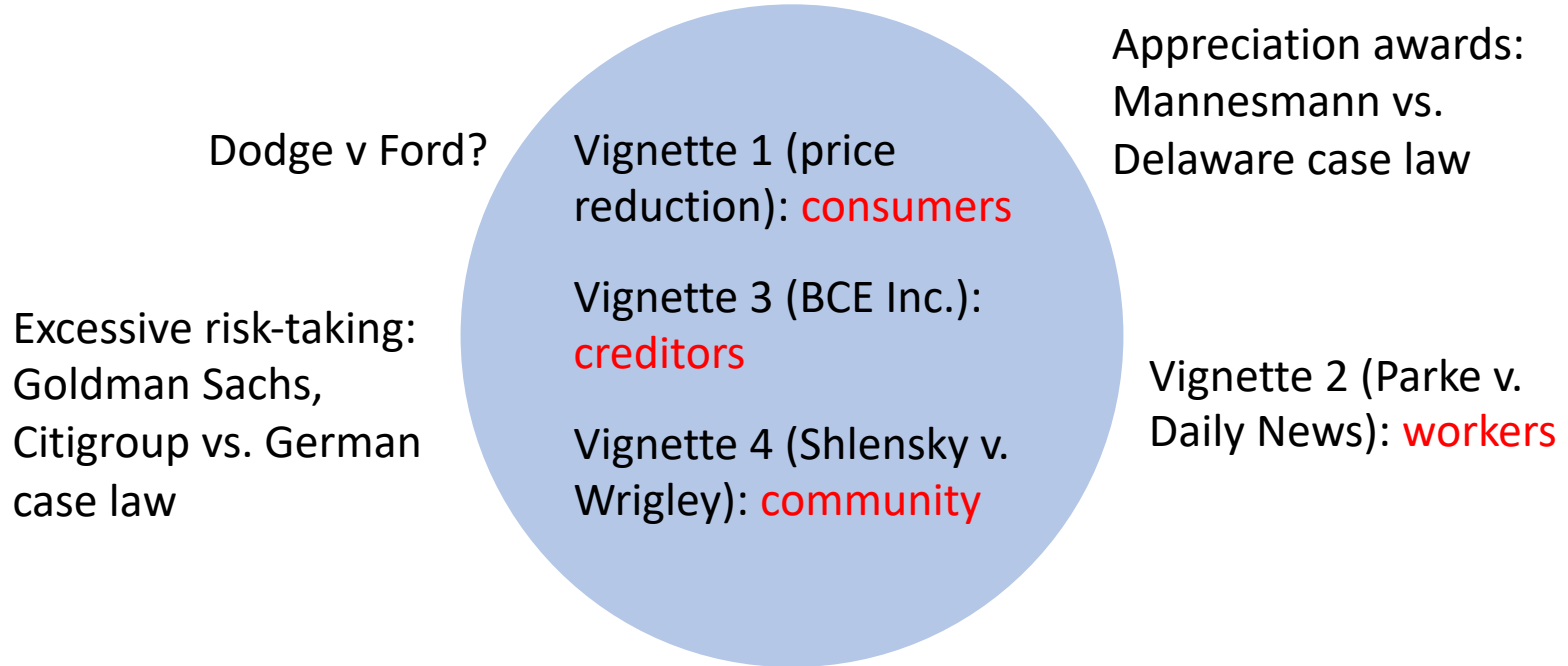 Dodge v Ford?
Excessive risk-taking:
Goldman Sachs,
Citigroup vs. German
case law
Vignette 1 (price
reduction): consumers
Vignette 3 (BCE Inc.):
creditors
Vignette 4 (Shlensky v.
Wrigley): community
Appreciation awards:
Mannesmann vs.
Delaware case law
Vignette 2 (Parke v.
Daily News): workers